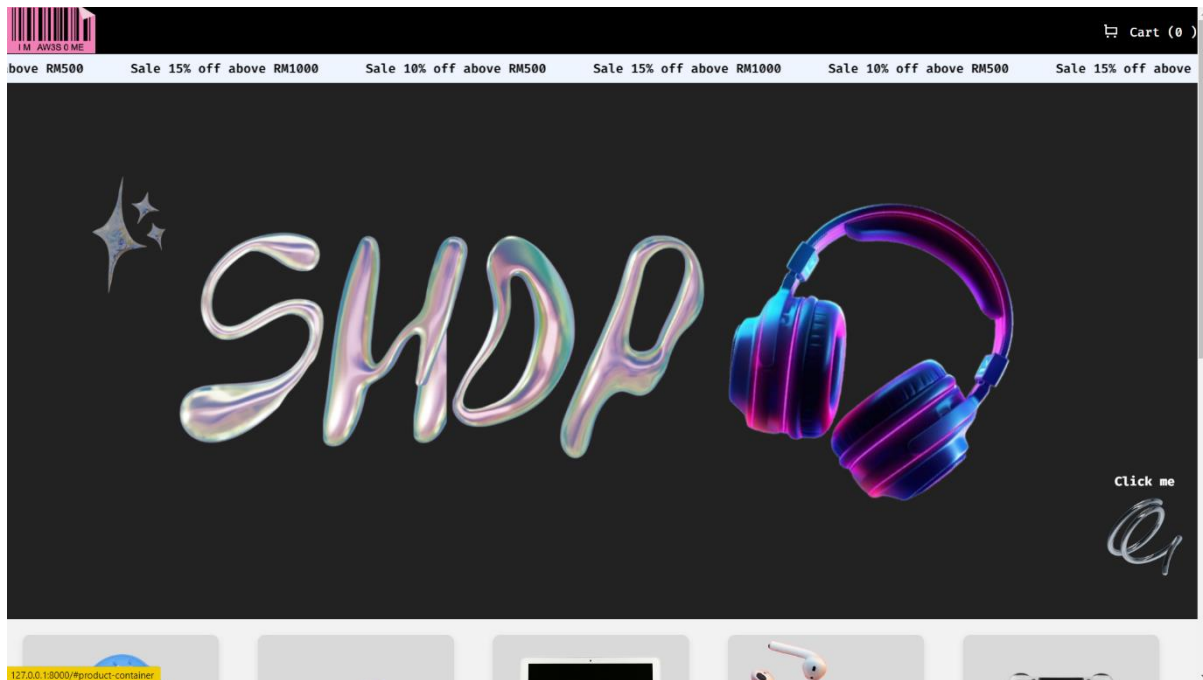 I M AW3S 0 ME
Cart (0 )
bove RM500 Sale 15% off above RM1000 Sale 10% off above RM500 Sale 15% off above RM1000 Sale 10% off above RM500 Sale 15% off above
SHOP
Click me
127.0.0.1:8000/#product-container